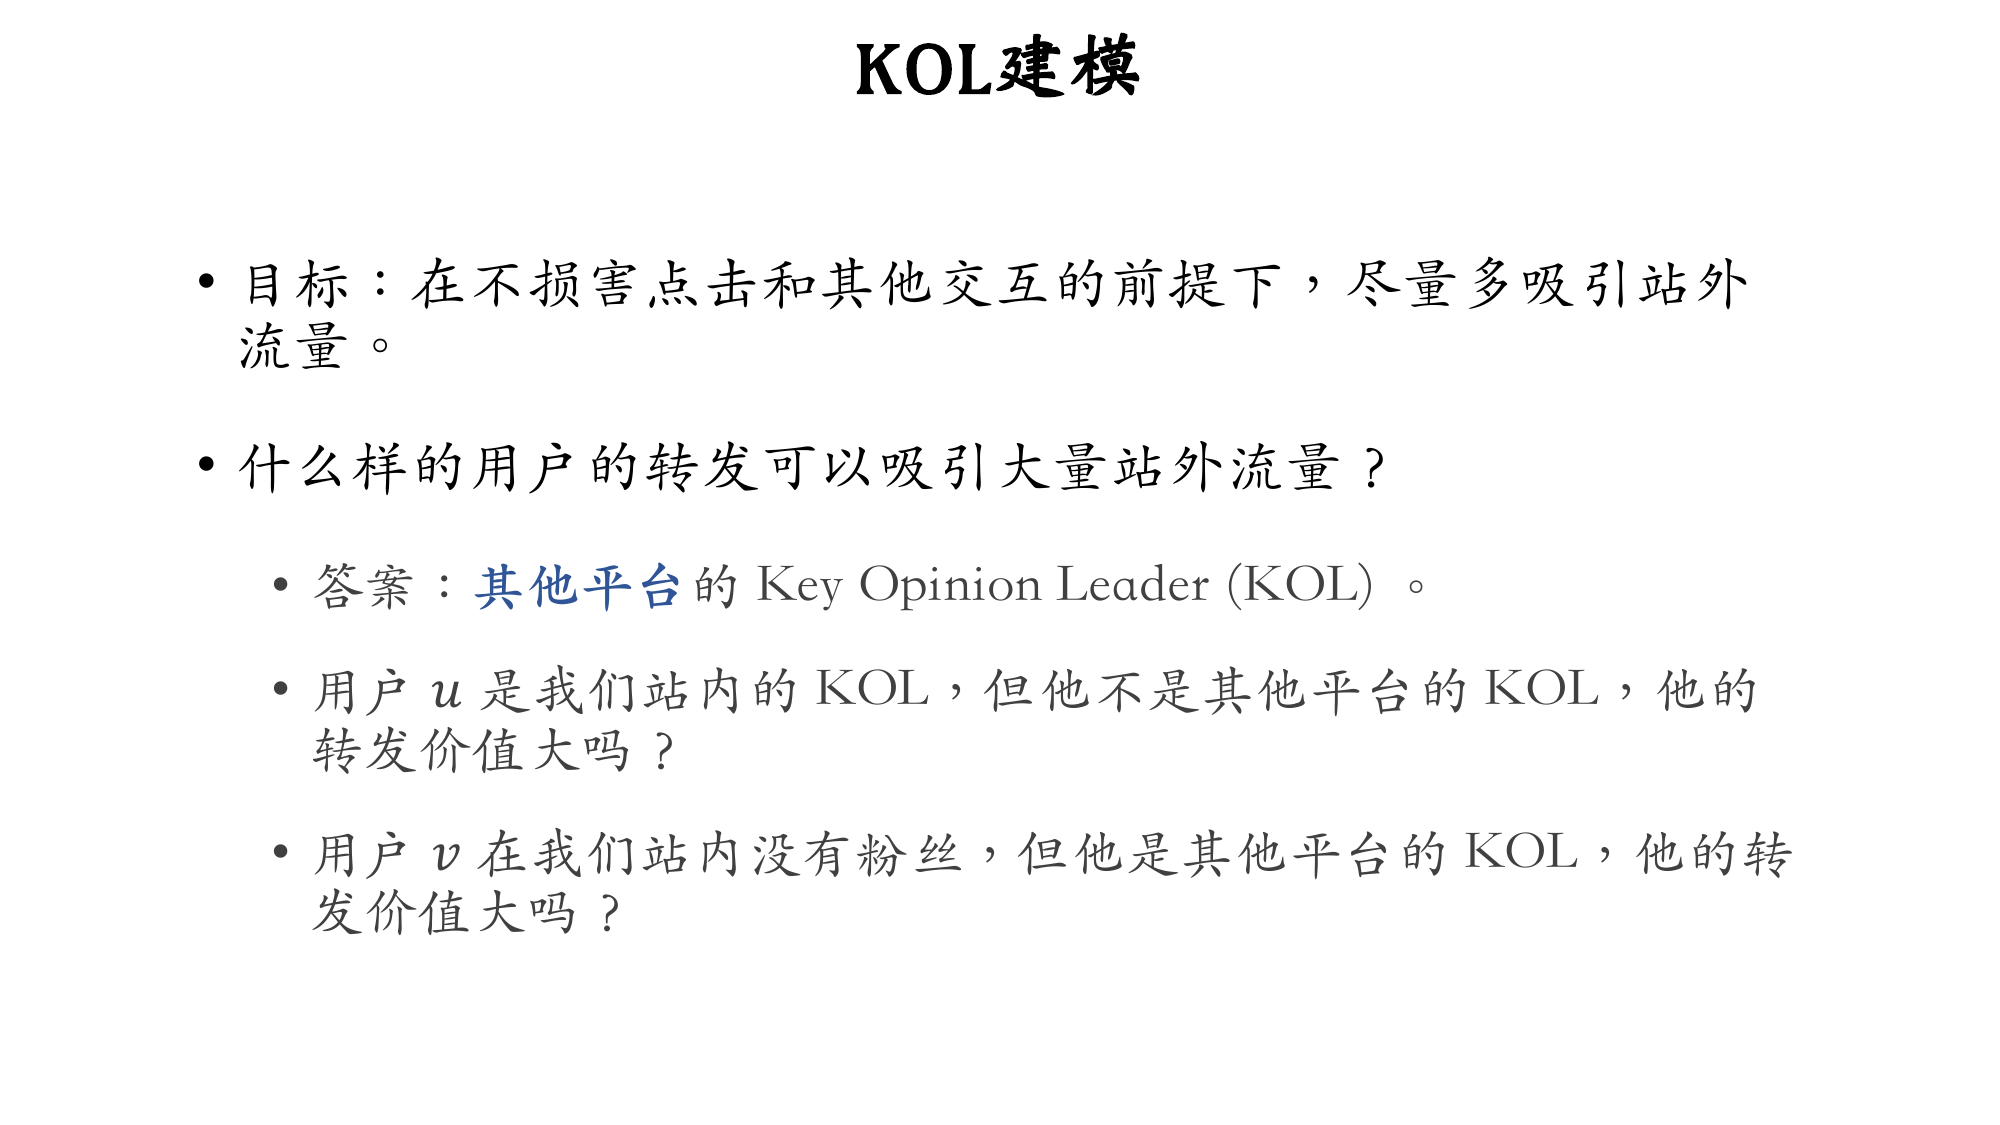 KOL建模
• 目标：在不损害点击和其他交互的前提下，尽量多吸引站外
流量。
• 什么样的用户的转发可以吸引大量站外流量？
• 答案：其他平台的 Key Opinion Leader (KOL) 。
• 用户 u 是我们站内的 KOL，但他不是其他平台的 KOL，他的
转发价值大吗？
• 用户 v 在我们站内没有粉丝，但他是其他平台的 KOL，他的转
发价值大吗？